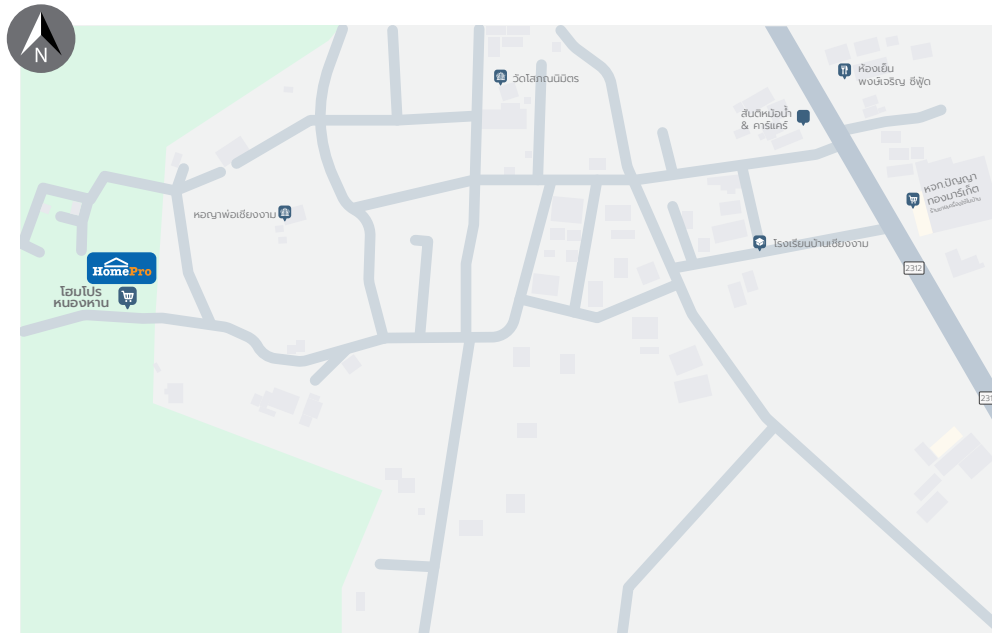 N
วัดโสภณนิมิตร
ห้องเย็น
พงษ์เจริญ ซีฟู้ด
สันติหม้อน้ำ
& คาร์แคร์
หจก.ปัญญา
ทองมาร์เก็ต
หอญาพ่อเชียงงาม
โรงเรียนบ้านเชียงงาม
HomePro
โฮมโปร
หนองหาน
2312
231